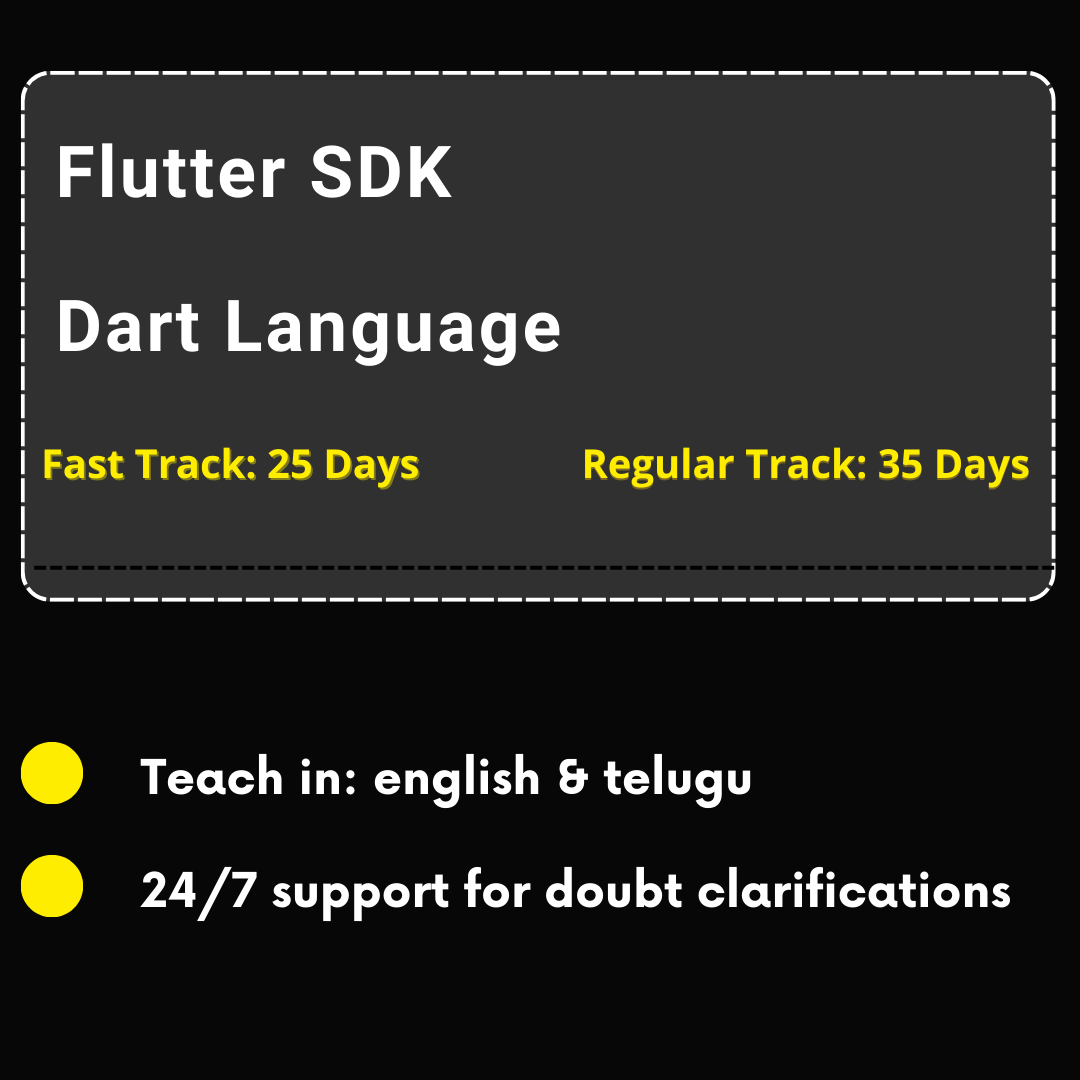 Flutter SDK
Dart Language
Fast Track: 25 Days Regular Track: 35 Days
Teach in: english & telugu
24/7 support for doubt clarifications